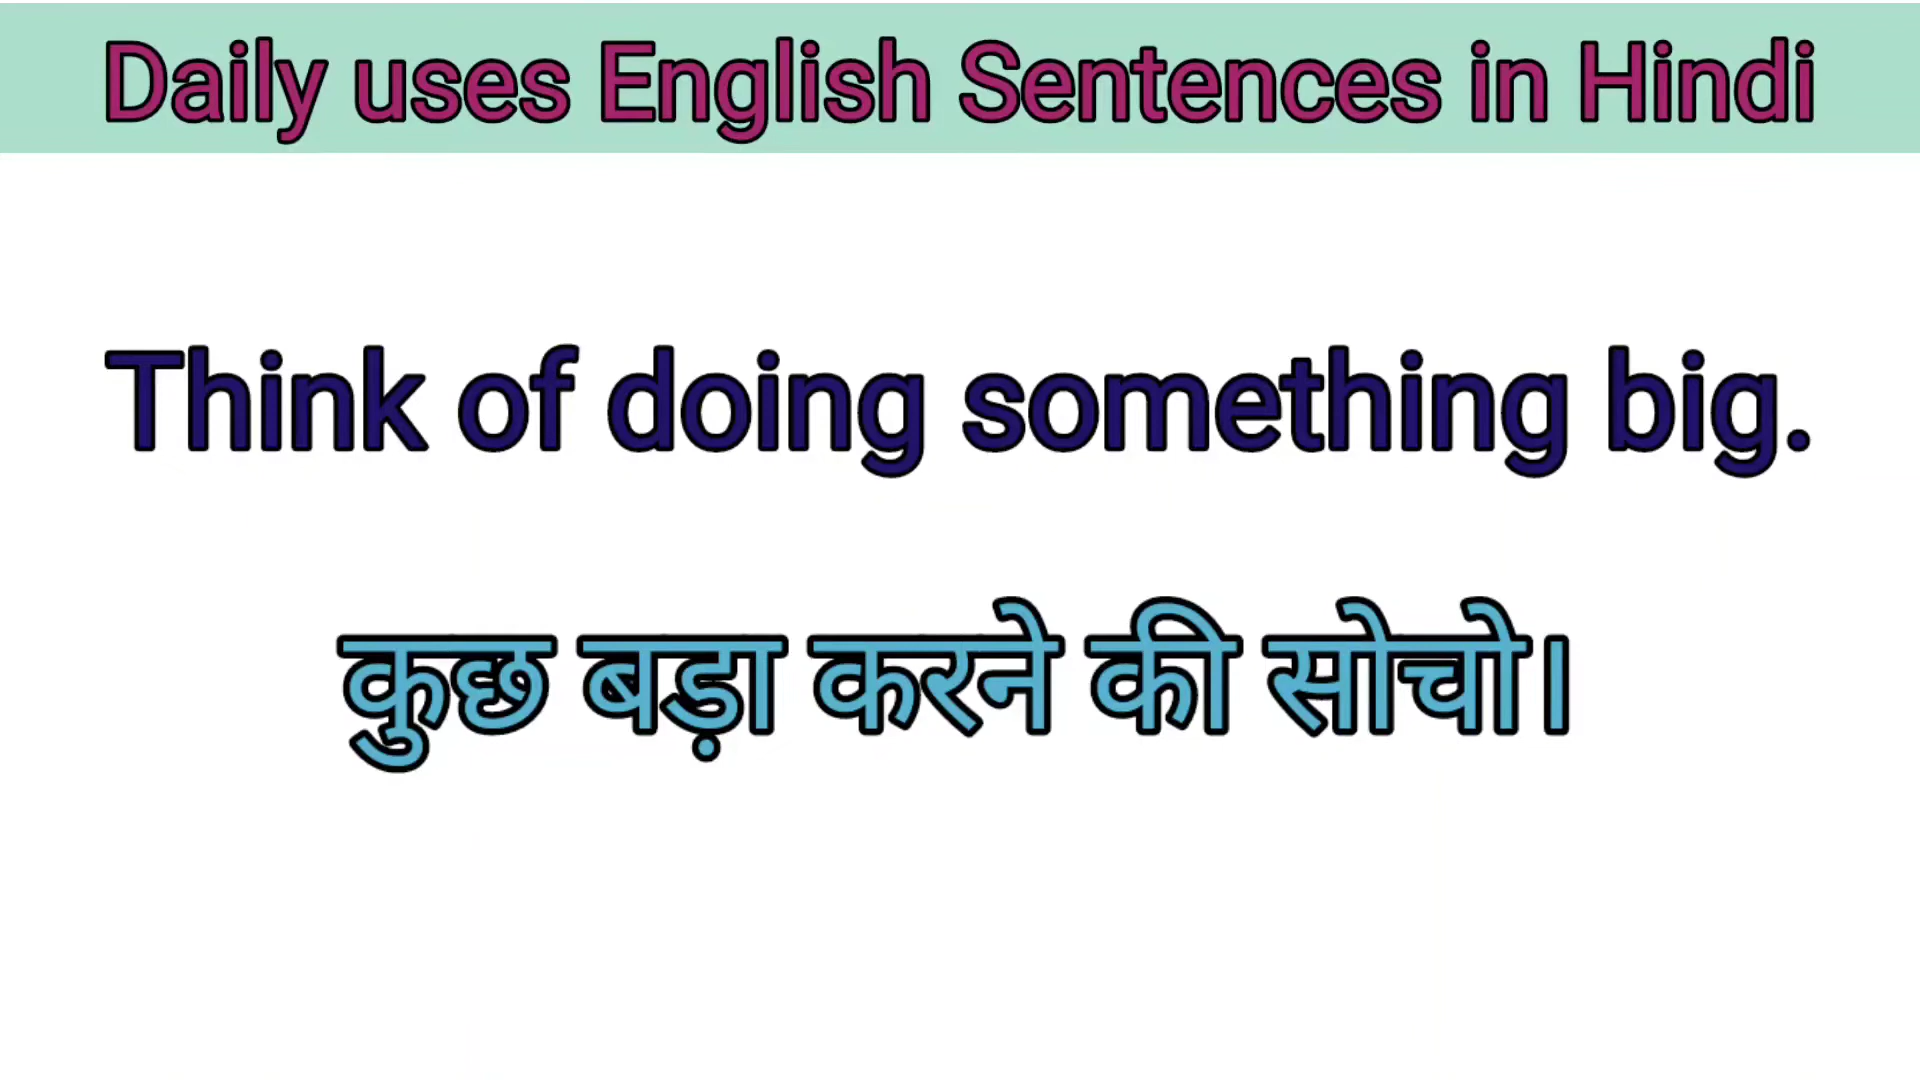 Daily uses English Sentences in Hindi
Think of doing something big.
कुछ बड़ा करने की सोचो।